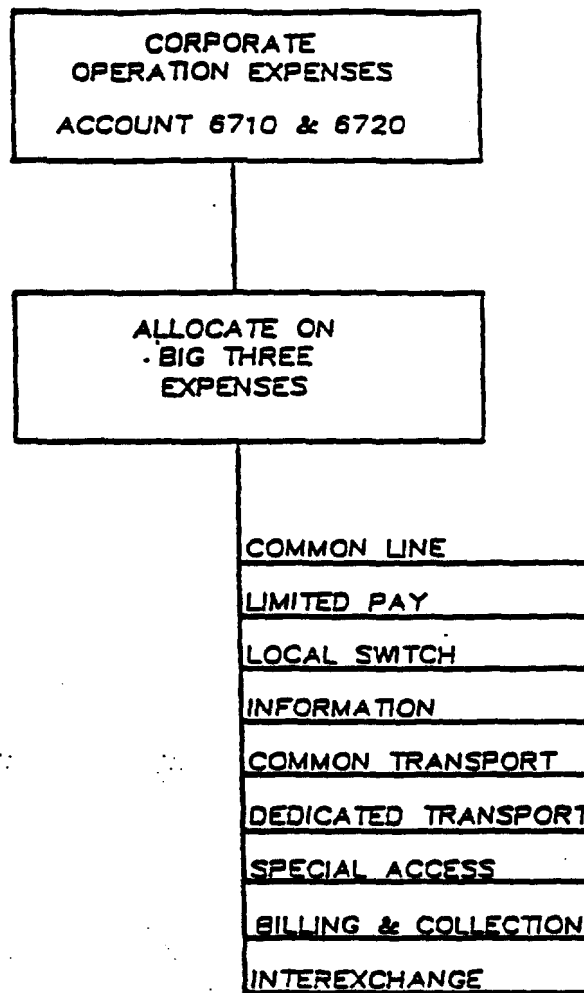 CORPORATE
OPERATION EXPENSES
ACCOUNT 6710 & 6720
ALLOCATE ON
BIG THREE
EXPENSES
COMMON LINE
LIMITED PAY
LOCAL SWITCH
INFORMATION
COMMON TRANSPORT
DEDICATED TRANSPORT
SPECIAL ACCESS
BILLING & COLLECTION
INTEREXCHANGE